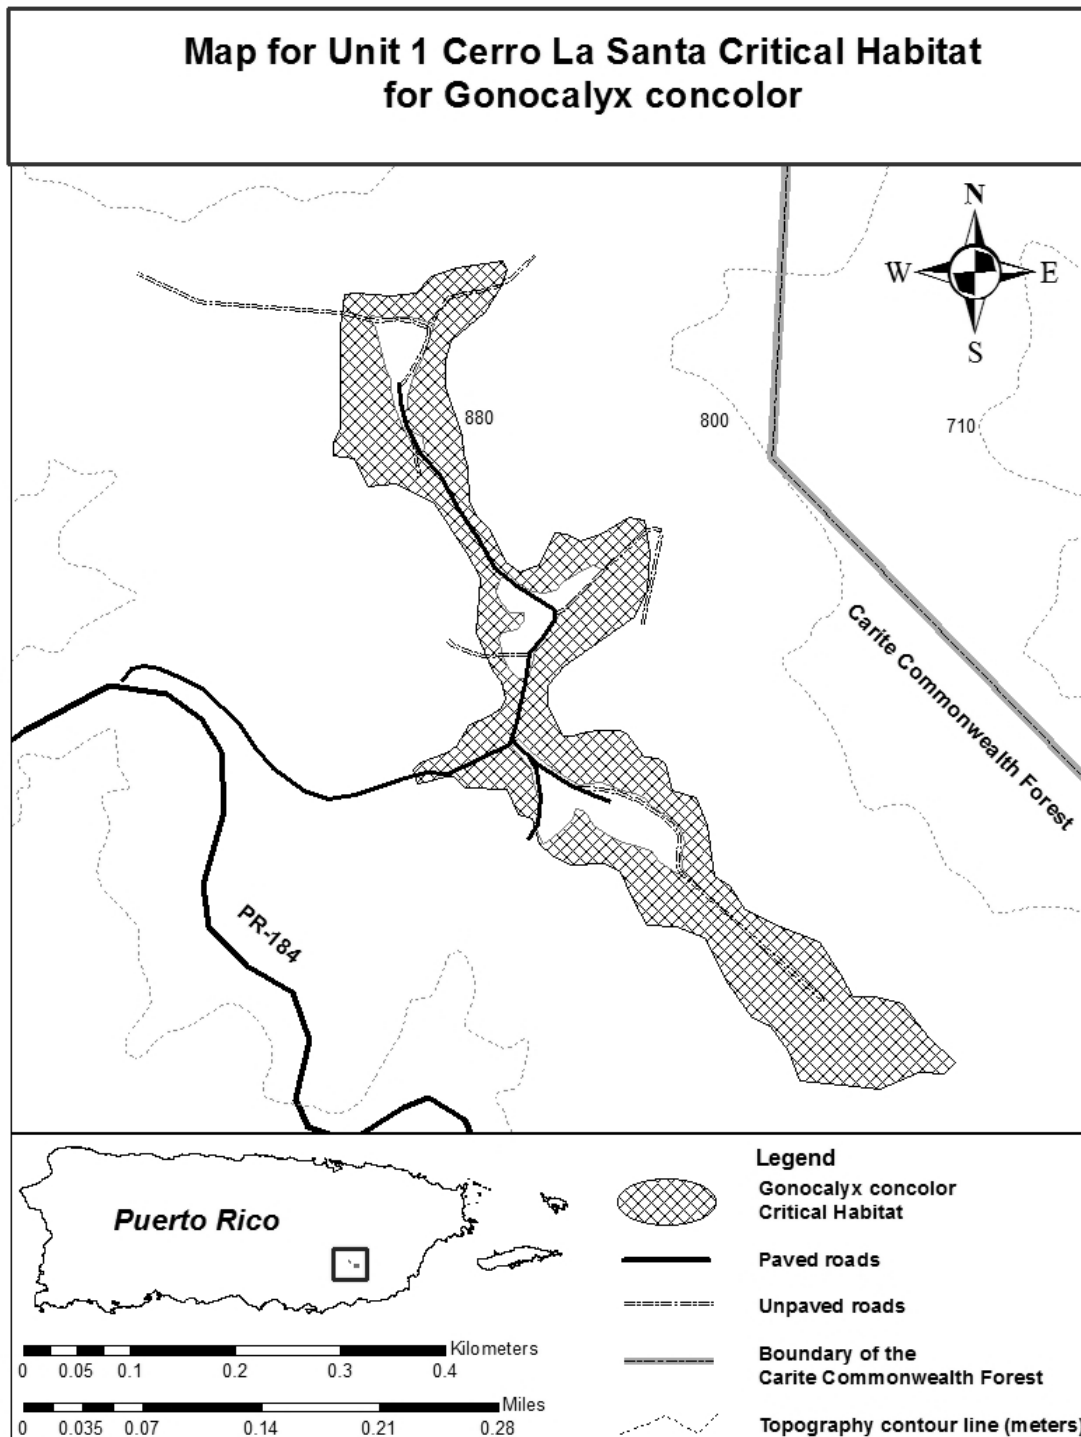 Map for Unit 1 Cerro La Santa Critical Habitat
for Gonocalyx concolor
N
W
E
S
880
800
710
Carite Commonwealth Forest
PR-184
Puerto Rico
Kilometers
0 0.05 0.1 0.2 0.3 0.4
Miles
0 0.035 0.07 0.14 0.21 0.28
Legend
Gonocalyx concolor
Critical Habitat
Paved roads
Unpaved roads
Boundary of the
Carite Commonwealth Forest
Topography contour line (meters)